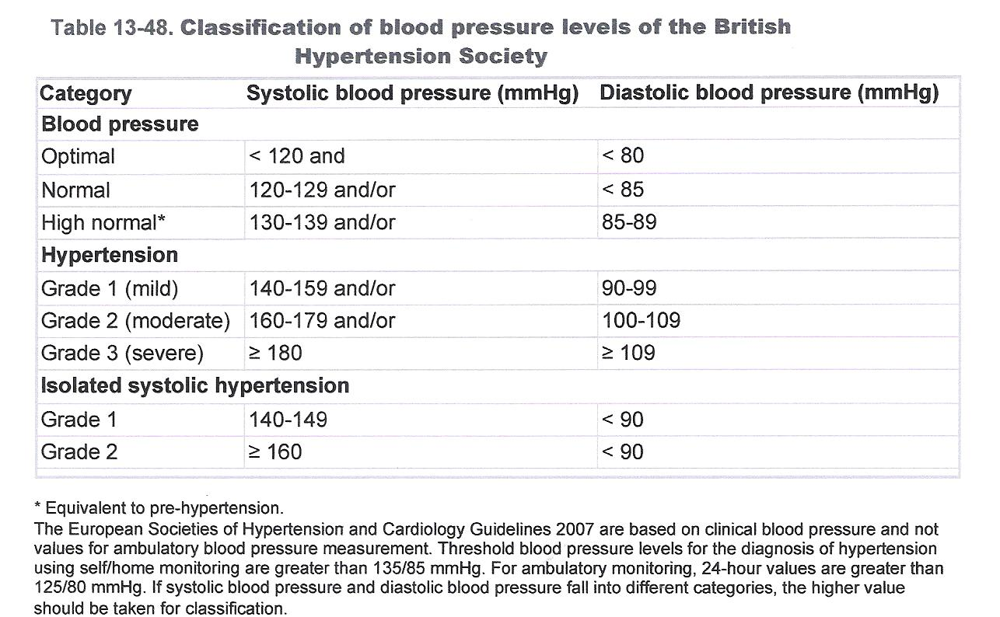 Table 13-48. Classification of blood pressure levels of the British
Hypertension Society
Category Systolic blood pressure (mmHg) Diastolic blood pressure (mmHg)
Blood pressure
Optimal < 120 and < 80
Normal 120-129 and/or < 85
High normal* 130-139 and/or 85-89
Hypertension
Grade 1 (mild) 140-159 and/or 90-99
Grade 2 (moderate) 160-179 and/or 100-109
Grade 3 (severe) ≥ 180 ≥ 109
Isolated systolic hypertension
Grade 1 140-149 < 90
Grade 2 ≥ 160 < 90
* Equivalent to pre-hypertension.
The European Societies of Hypertension and Cardiology Guidelines 2007 are based on clinical blood pressure and not
values for ambulatory blood pressure measurement. Threshold blood pressure levels for the diagnosis of hypertension
using self/home monitoring are greater than 135/85 mmHg. For ambulatory monitoring, 24-hour values are greater than
125/80 mmHg. If systolic blood pressure and diastolic blood pressure fall into different categories, the higher value
should be taken for classification.